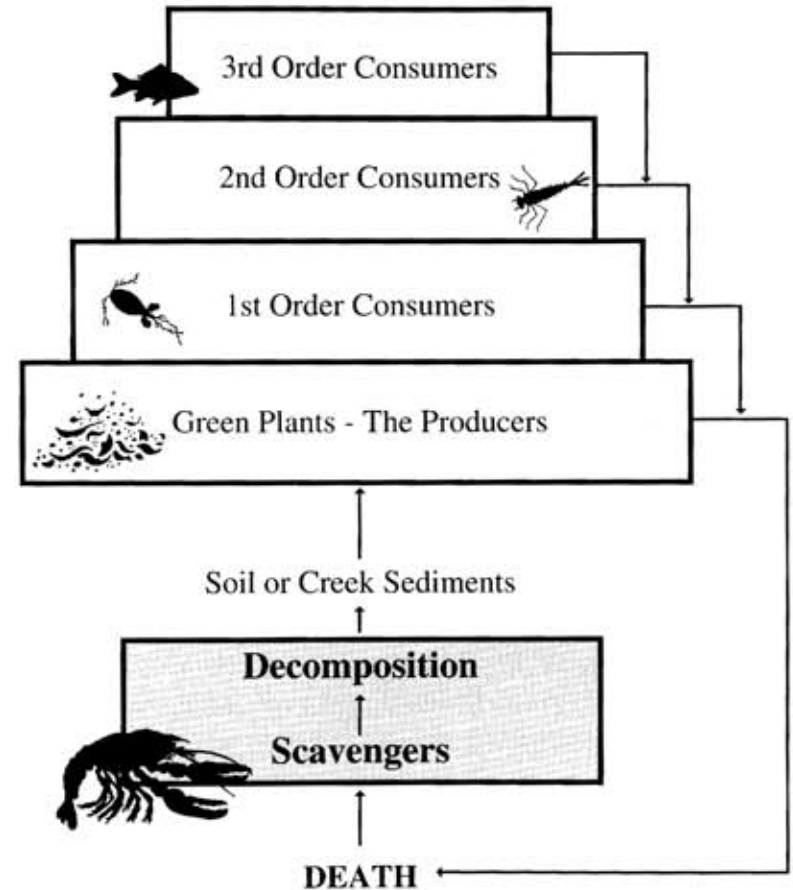 3rd Order Consumers
2nd Order Consumers
1st Order Consumers
Green Plants - The Producers
Soil or Creek Sediments
Decomposition
Scavengers
DEATH